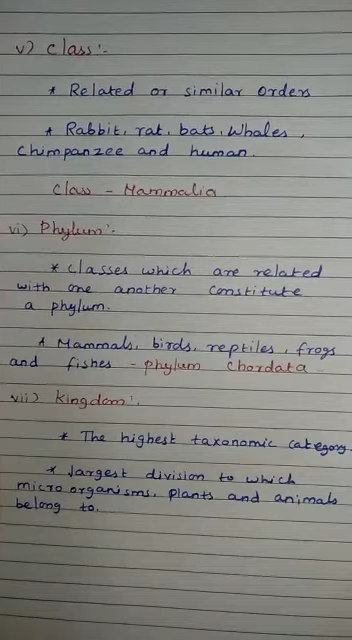 v) Class:-
* Related or similar orders
* Rabbit, rat, bats, Whales,
Chimpanzee and human.
Class - Mammalia
vi) Phylum:-
* Classes which are related
with one another constitute
a phylum.
* Mammals, birds, reptiles, frogs
and fishes - phylum Chordata
vii) Kingdom:
* The highest taxonomic category.
* largest division to which
micro organisms, plants and animals
belong to.